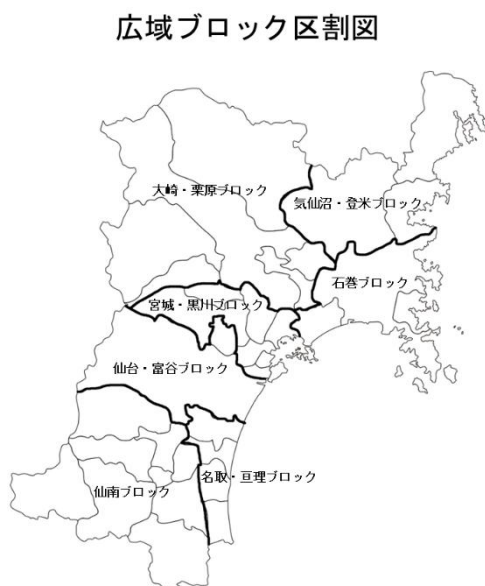 広域ブロック区割図
大崎・栗原ブロック
気仙沼・登米ブロック
石巻ブロック
宮城・黒川ブロック
仙台・富谷ブロック
名取・亘理ブロック
仙南ブロック